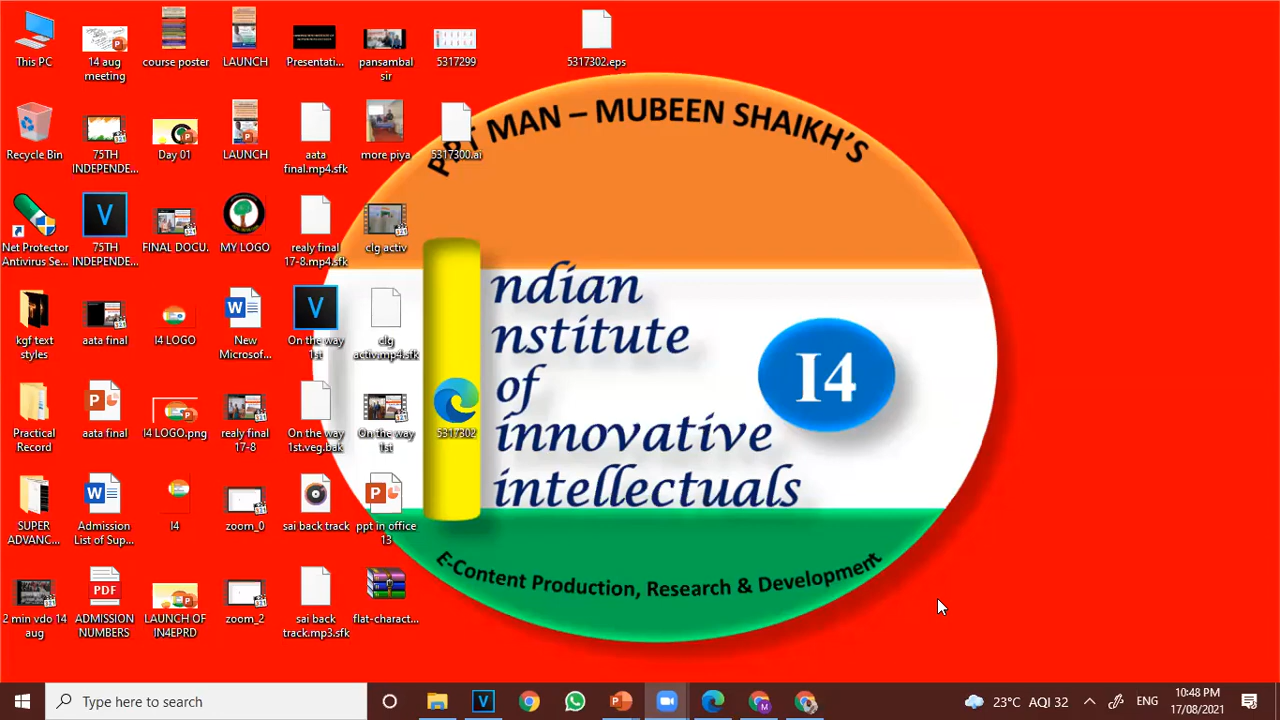 This PC
14 aug
meeting
course poster
LAUNCH
Presentati...
pansambal
sir
5317299
5317302.eps
Recycle Bin
75TH
INDEPENDE...
Day 01
LAUNCH
aata
final.mp4.sfk
more piya
5317300.ai
Net Protector
Antivirus Se...
75TH
INDEPENDE...
FINAL DOCU.
MY LOGO
realy final
17-8.mp4.sfk
clg activ
kgf text
styles
aata final
I4 LOGO
New
Microsof...
On the way
1st
clg
activ.mp4.sfk
Practical
Record
aata final
I4 LOGO.png
realy final
17-8
On the way
1st.veg.bak
On the way
1st
5317302
SUPER
ADVANC...
Admission
List of Sup...
I4
zoom_0
sai back track
ppt in office
13
2 min vdo 14
aug
ADMISSION
NUMBERS
LAUNCH OF
IN4EPRD
zoom_2
sai back
track.mp3.sfk
flat-charact...
PPT MAN – MUBEEN SHAIKH'S
ndian
nstitute
of
innovative
intellectuals
I4
E-Content Production, Research & Development
Type here to search
23°C AQI 32
ENG
10:48 PM
17/08/2021